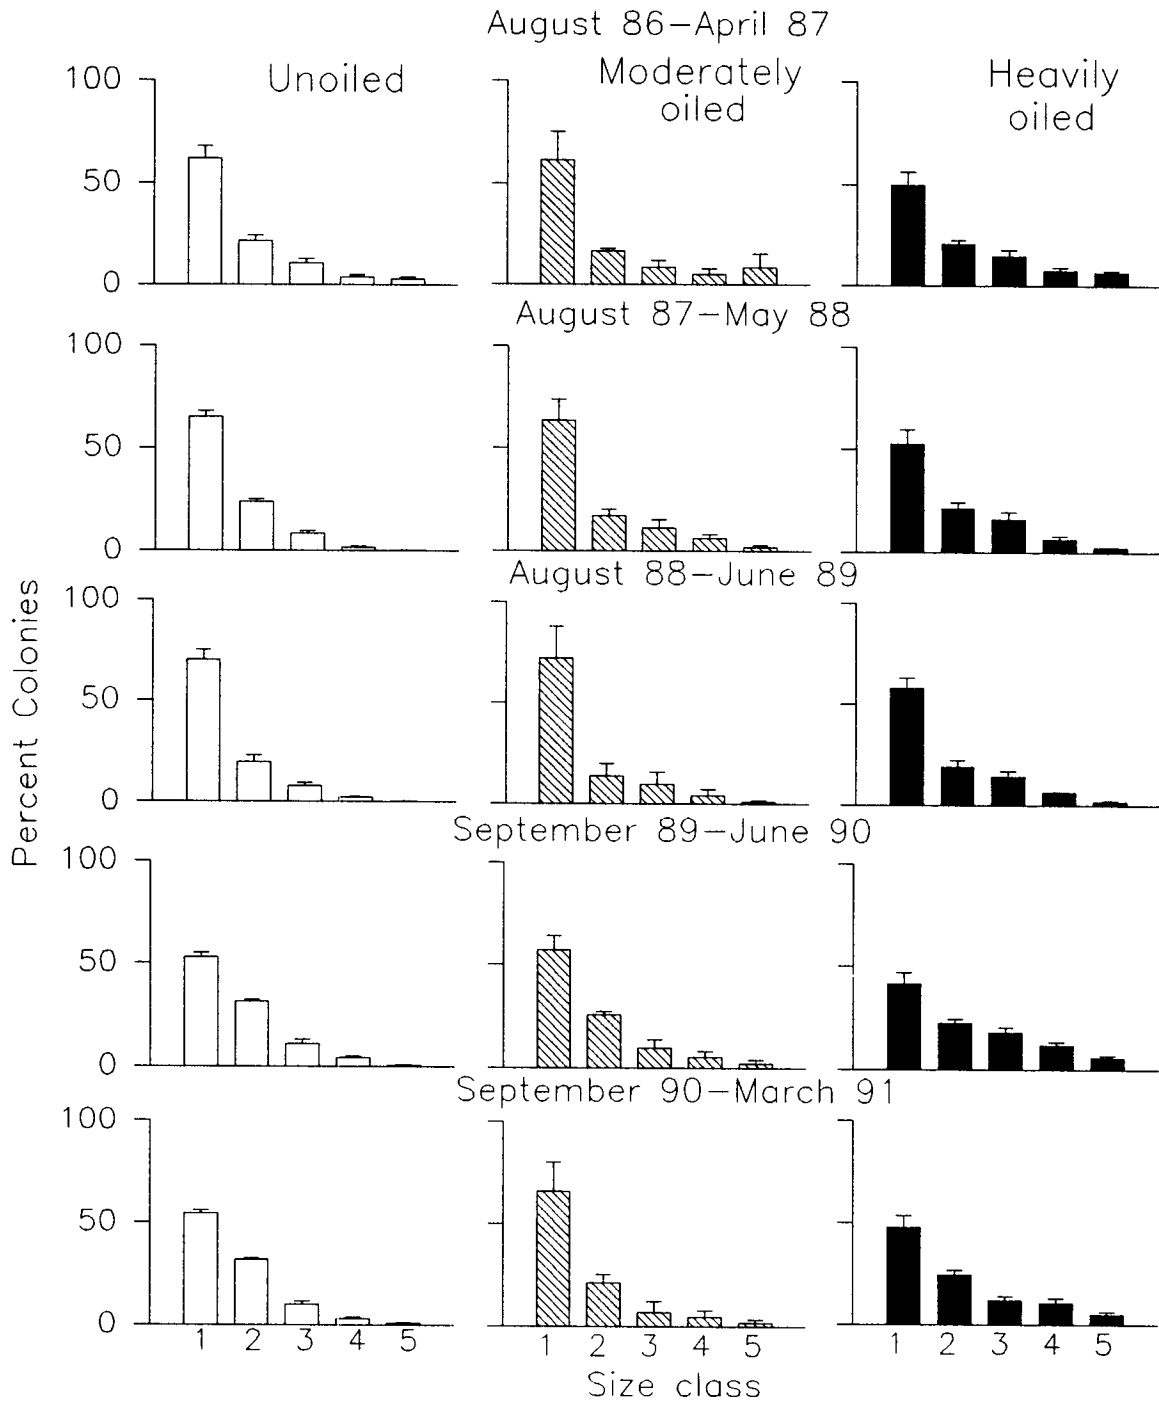 August 86–April 87
Unoiled
Moderately
oiled
Heavily
oiled
100
50
0
August 87–May 88
100
50
0
August 88–June 89
100
50
0
Percent Colonies
September 89–June 90
100
50
0
September 90–March 91
100
50
0
1 2 3 4 5
1 2 3 4 5
1 2 3 4 5
Size class